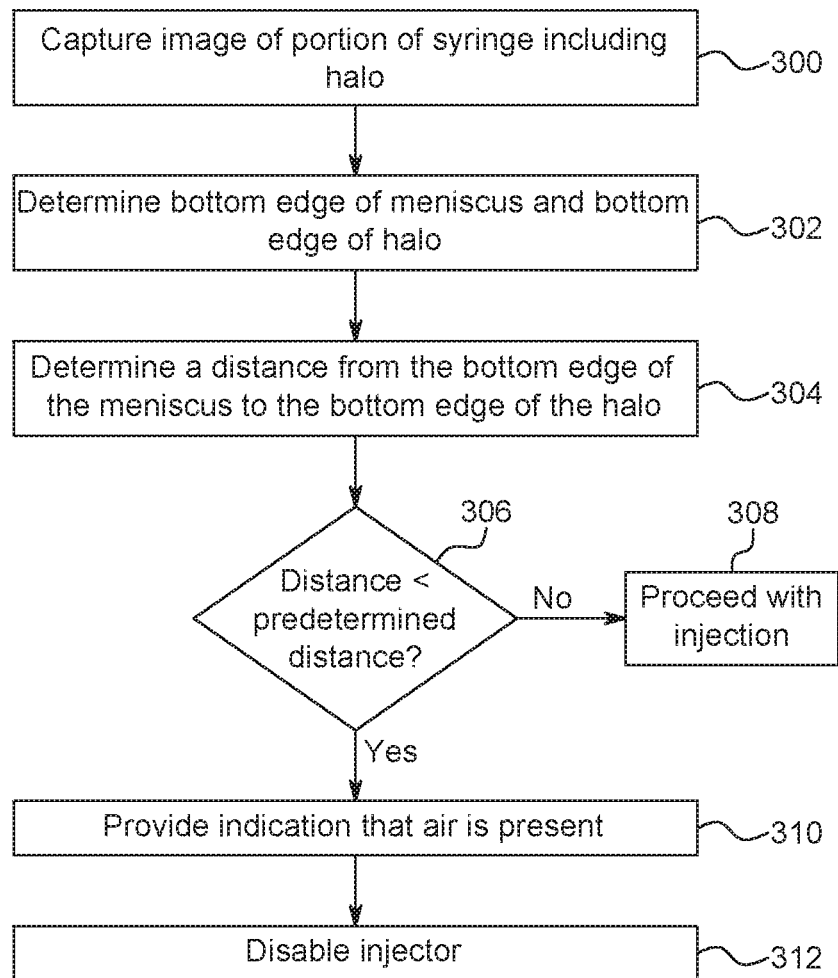 Capture image of portion of syringe including
halo
300
Determine bottom edge of meniscus and bottom
edge of halo
302
Determine a distance from the bottom edge of
the meniscus to the bottom edge of the halo
304
306
Distance <
predetermined
distance?
No
308
Proceed with
injection
Yes
Provide indication that air is present
310
Disable injector
312